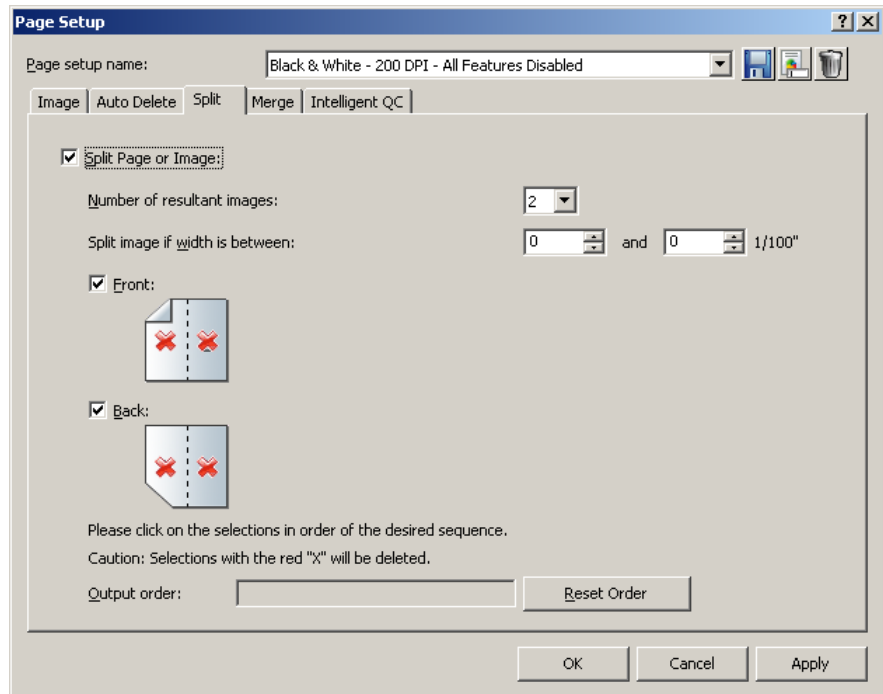 Page Setup
Page setup name: Black & White - 200 DPI - All Features Disabled
Image Auto Delete Split Merge Intelligent QC
Split Page or Image:
Number of resultant images: 2
Split image if width is between: 0 and 0 1/100"
Front:
Back:
Please click on the selections in order of the desired sequence.
Caution: Selections with the red "X" will be deleted.
Output order: Reset Order
OK Cancel Apply